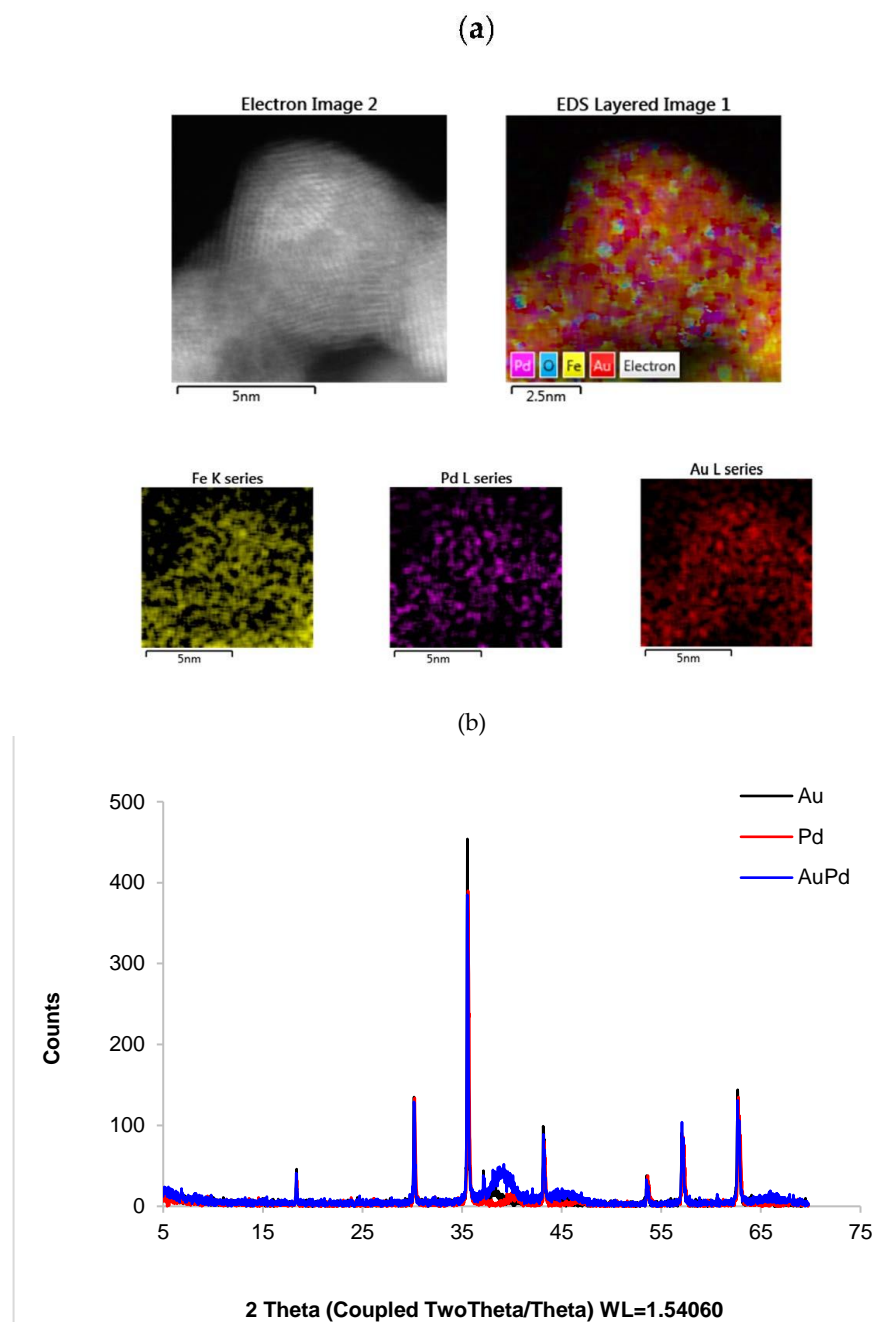 (a)
Electron Image 2
EDS Layered Image 1
Pd O Fe Au Electron
5nm
2.5nm
Fe K series
Pd L series
Au L series
5nm
5nm
5nm
(b)
500
400
300
200
100
0
Counts
Au
Pd
AuPd
5 15 25 35 45 55 65 75
2 Theta (Coupled TwoTheta/Theta) WL=1.54060